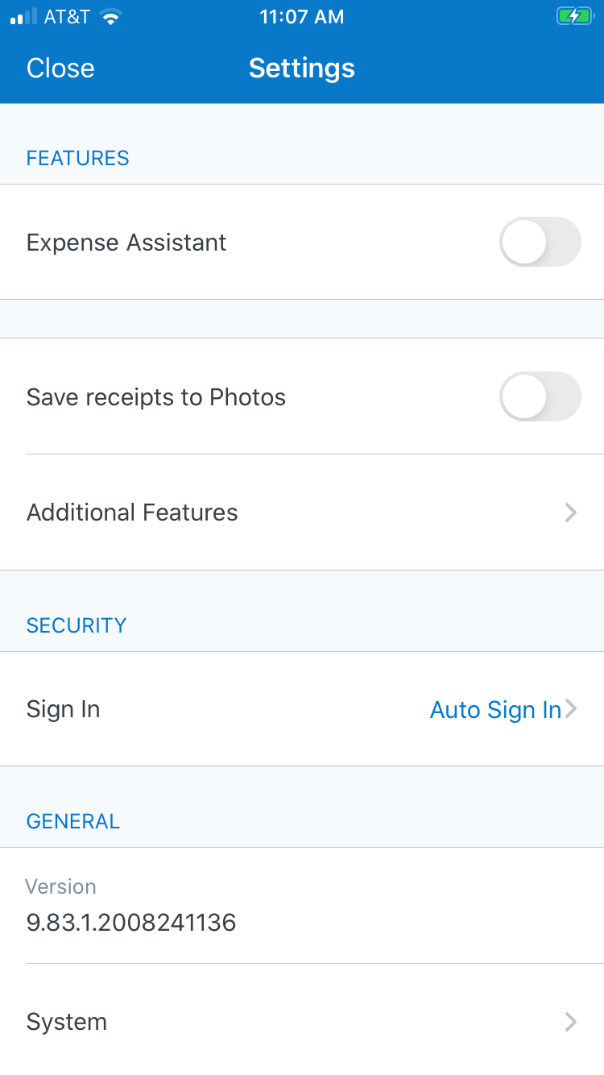 AT&T 11:07 AM
Close Settings
FEATURES
Expense Assistant
Save receipts to Photos
Additional Features
SECURITY
Sign In Auto Sign In
GENERAL
Version
9.83.1.2008241136
System